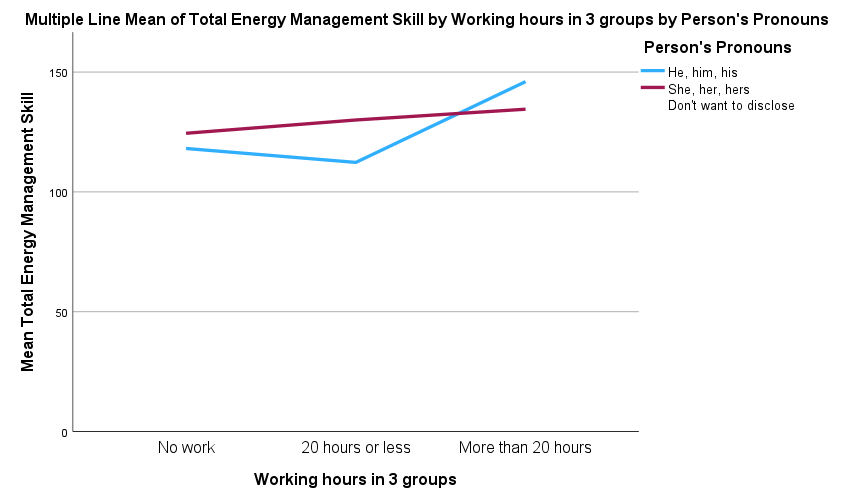 Multiple Line Mean of Total Energy Management Skill by Working hours in 3 groups by Person's Pronouns
Person's Pronouns
He, him, his
She, her, hers
Don't want to disclose
Mean Total Energy Management Skill
150
100
50
0
No work
20 hours or less
More than 20 hours
Working hours in 3 groups